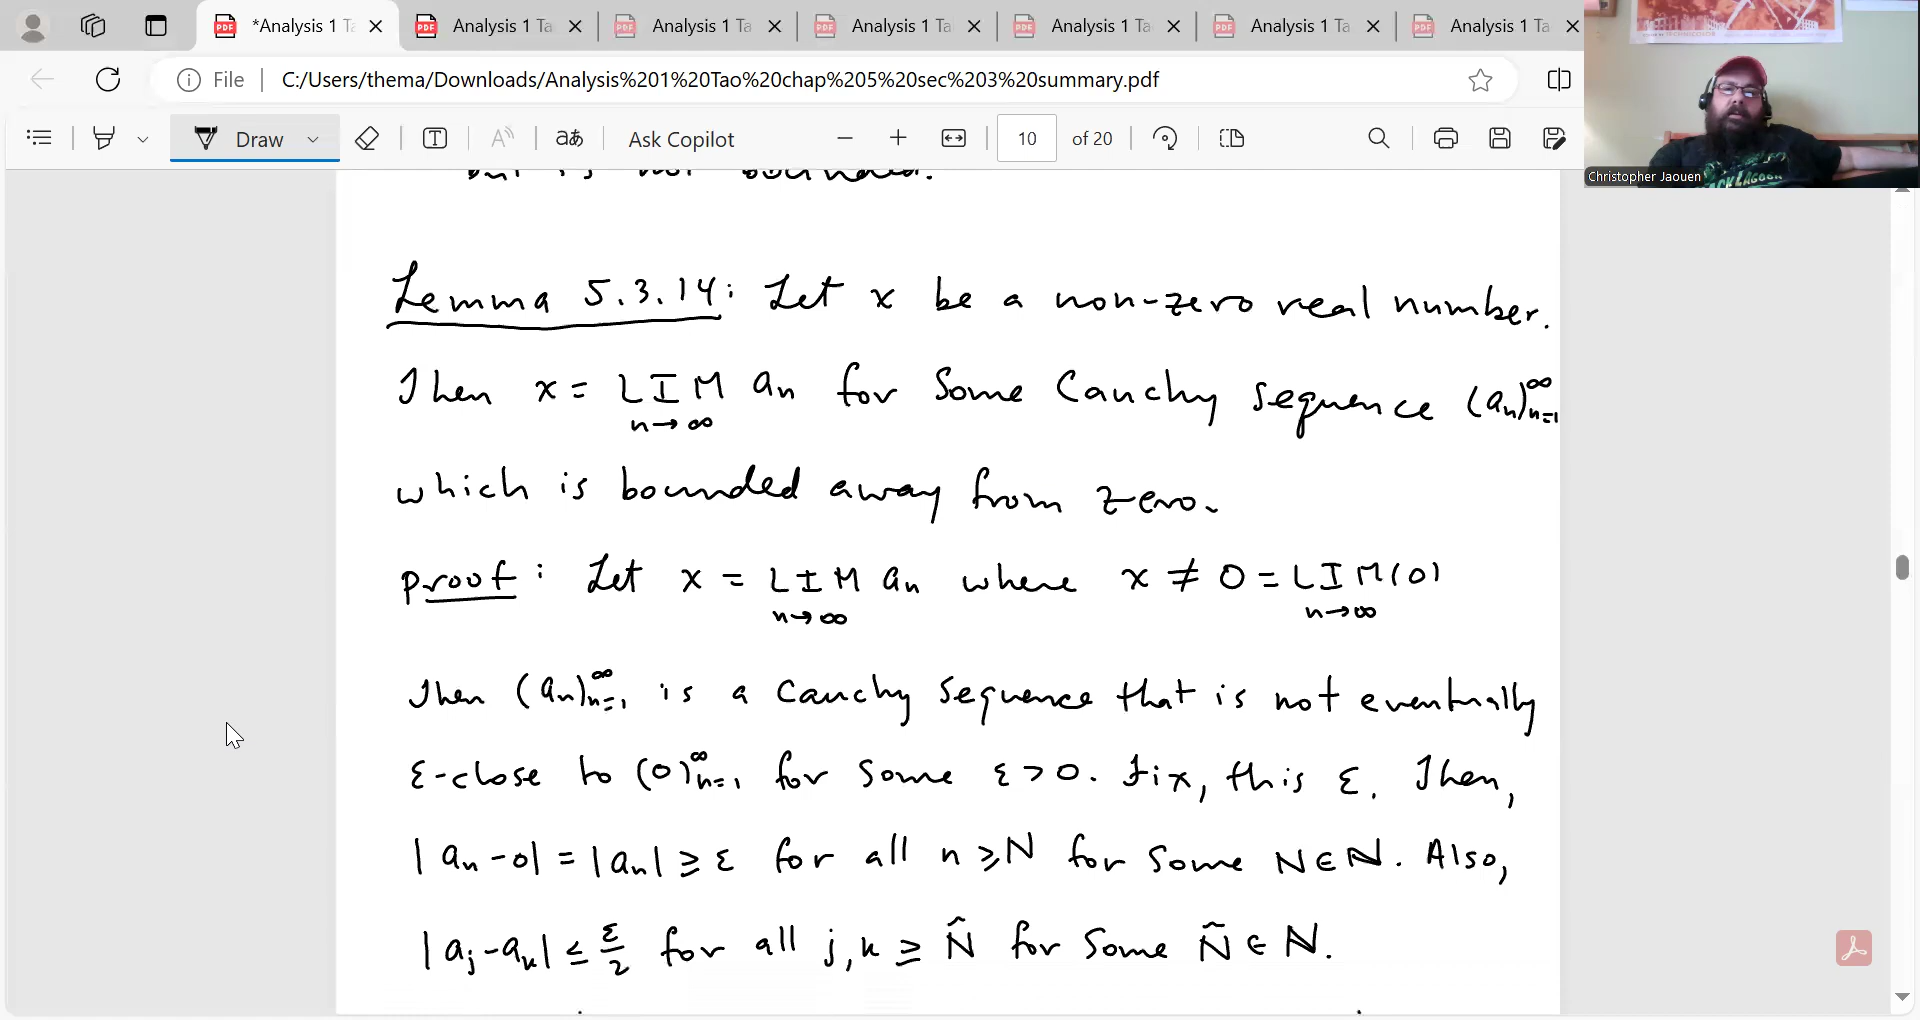 *Analysis 1 Ta
Analysis 1 Ta
Analysis 1 Ta
Analysis 1 Ta
Analysis 1 Ta
Analysis 1 Ta
Analysis 1 Ta
File
C:/Users/thema/Downloads/Analysis%201%20Tao%20chap%205%20sec%203%20summary.pdf
Draw
Ask Copilot
10 of 20
Christopher Jaouen
but is not bounded.
Lemma 5.3.14: Let x be a non-zero real number.
Then x = LIM an for some Cauchy sequence (an)∞n=1
n→∞
which is bounded away from zero.
proof: Let x = LIM an where x ≠ 0 = LIM(0)
n→∞ n→∞
Then (an)∞n=1 is a Cauchy sequence that is not eventually
ε-close to (0)∞n=1 for some ε>0. Fix, this ε. Then,
|an-0| = |an| ≥ ε for all n≥N for some N∈ℕ. Also,
|aj-ak| ≤ ε/2 for all j,k ≥ Ñ for some Ñ∈ℕ.